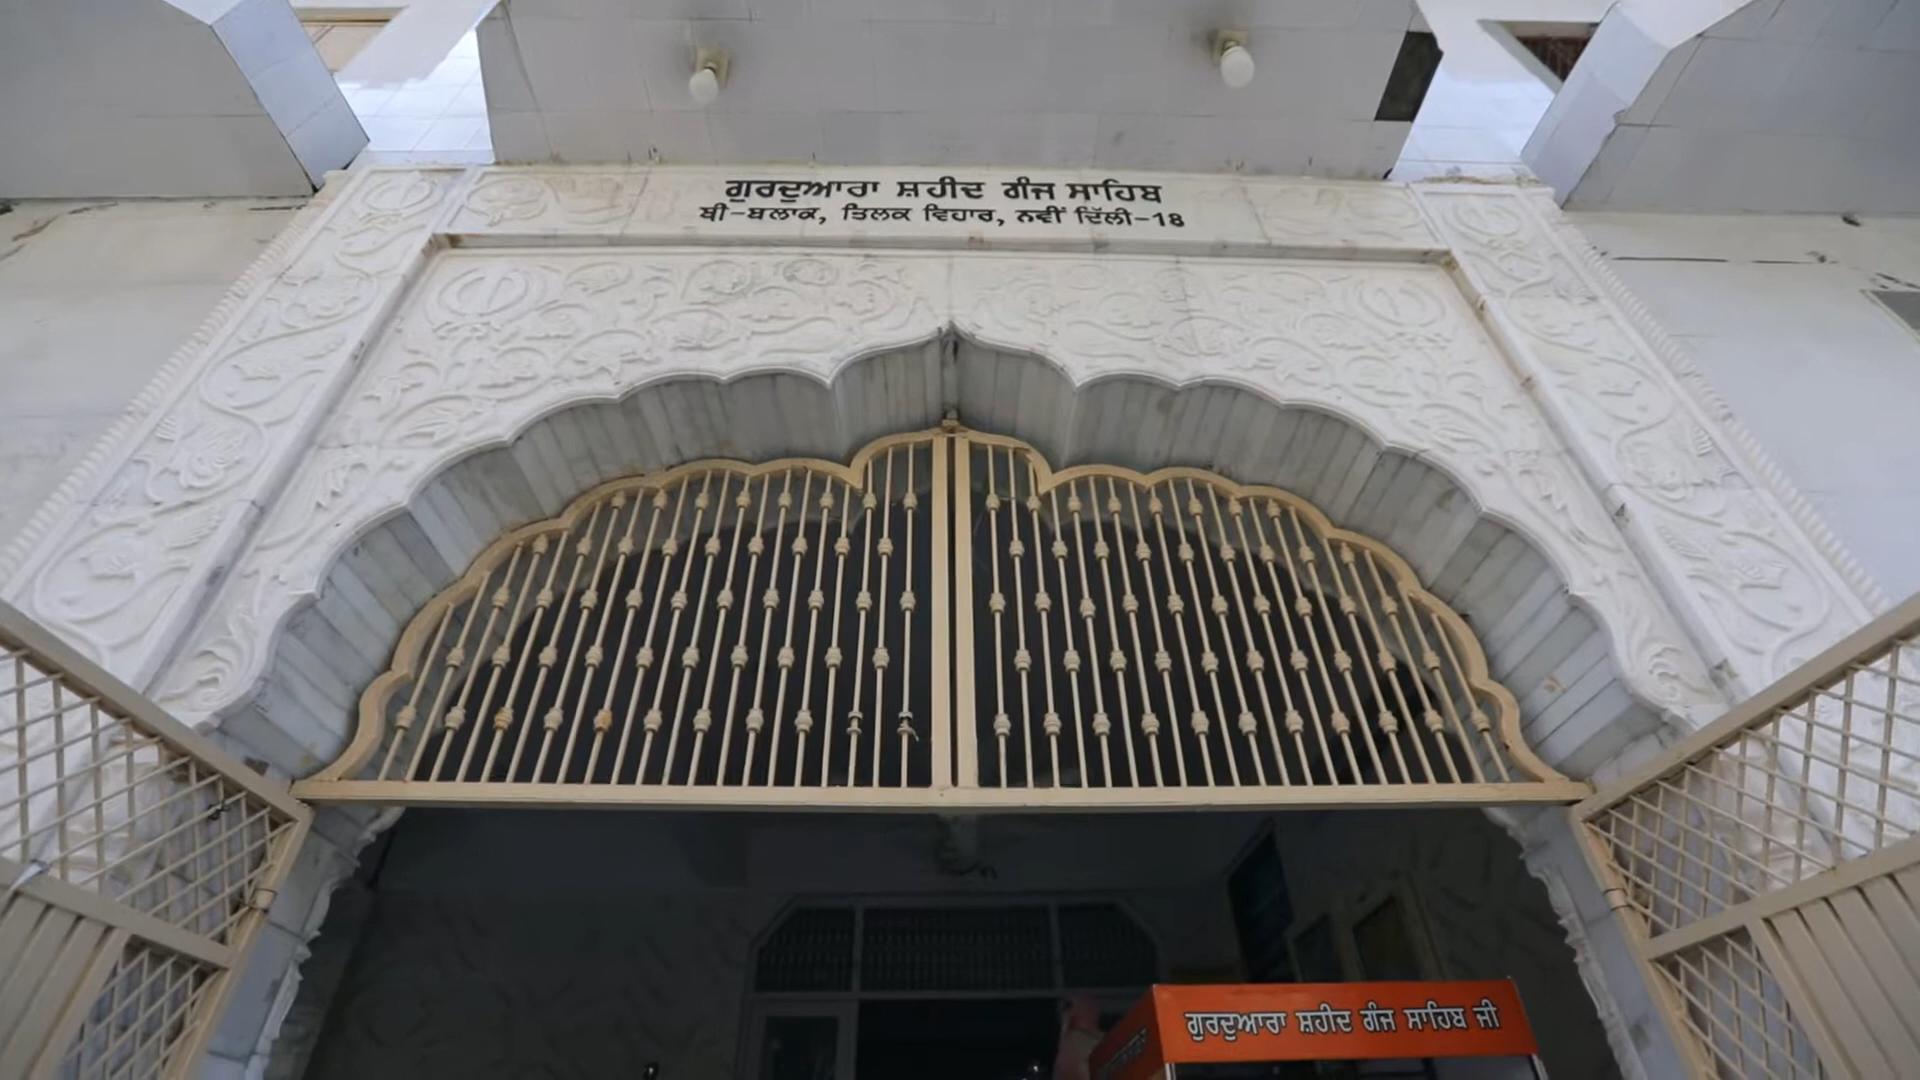 ਗੁਰਦੁਆਰਾ ਸ਼ਹੀਦ ਗੰਜ ਸਾਹਿਬ
ਬੀ-ਬਲਾਕ, ਤਿਲਕ ਵਿਹਾਰ, ਨਵੀਂ ਦਿੱਲੀ-18
ਗੁਰਦੁਆਰਾ ਸ਼ਹੀਦ ਗੰਜ ਸਾਹਿਬ ਜੀ